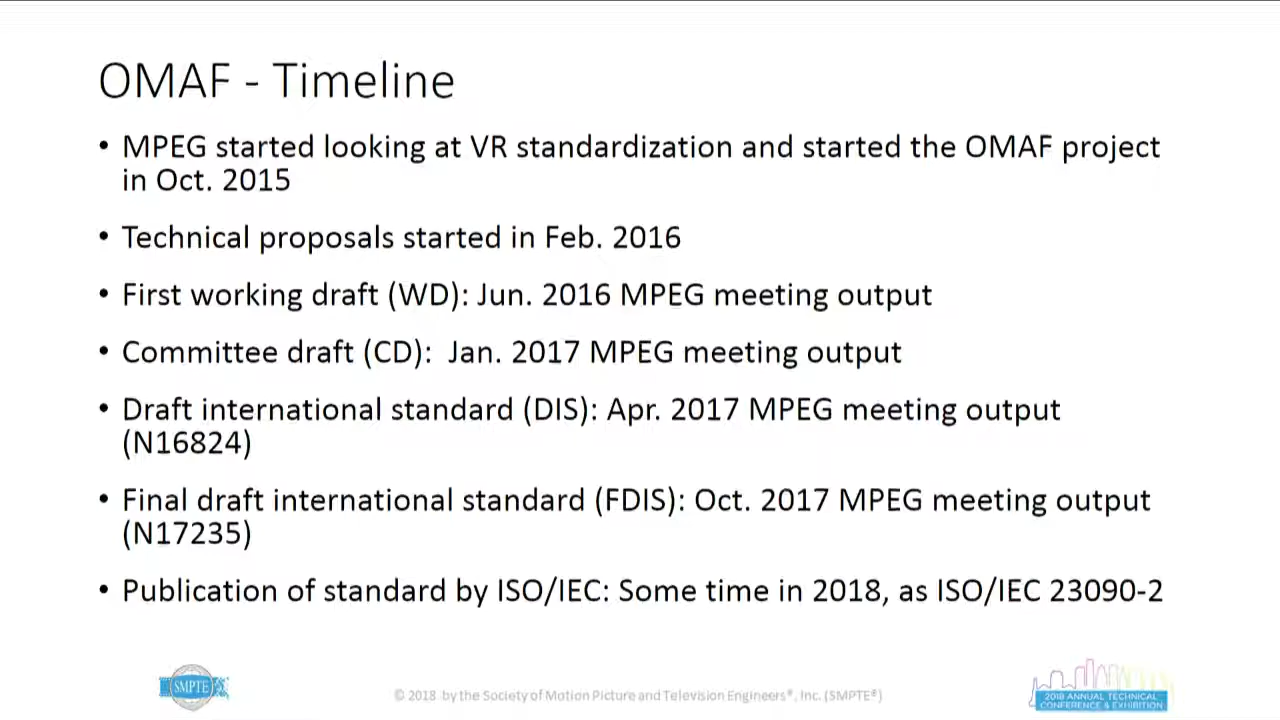 OMAF - Timeline
• MPEG started looking at VR standardization and started the OMAF project
in Oct. 2015
• Technical proposals started in Feb. 2016
• First working draft (WD): Jun. 2016 MPEG meeting output
• Committee draft (CD):  Jan. 2017 MPEG meeting output
• Draft international standard (DIS): Apr. 2017 MPEG meeting output
(N16824)
• Final draft international standard (FDIS): Oct. 2017 MPEG meeting output
(N17235)
• Publication of standard by ISO/IEC: Some time in 2018, as ISO/IEC 23090-2
SMPTE
© 2018 by the Society of Motion Picture and Television Engineers®, Inc. (SMPTE®)
2018 ANNUAL TECHNICAL
CONFERENCE & EXHIBITION